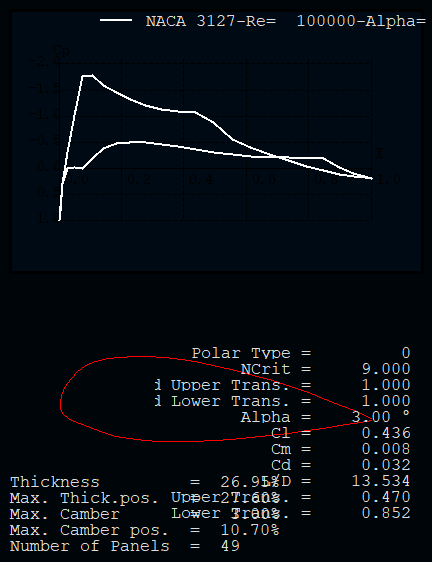 NACA 3127-Re= 100000-Alpha=
Polar Type = 0
NCrit = 9.000
d Upper Trans. = 1.000
d Lower Trans. = 1.000
Alpha = 3.00 °
Cl = 0.436
Cm = 0.008
Cd = 0.032
L/D = 13.534
Upper Trans. = 0.470
Lower Trans. = 0.852
Thickness = 26.95%
Max. Thick.pos. = 27.60%
Max. Camber = 3.00%
Max. Camber pos. = 10.70%
Number of Panels = 49